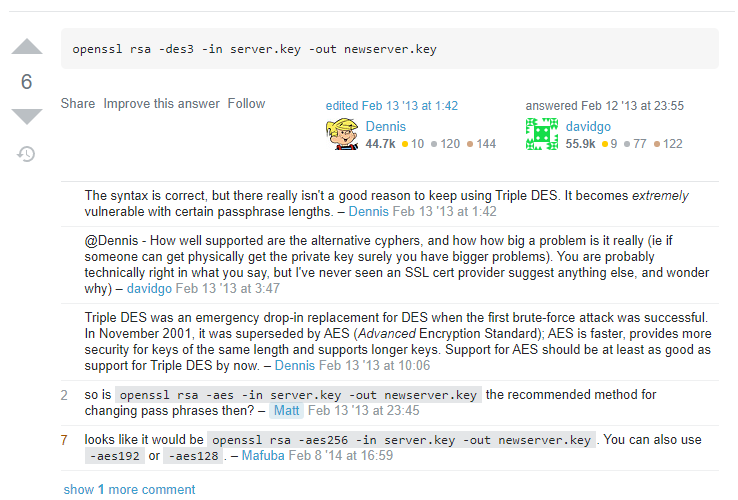 openssl rsa -des3 -in server.key -out newserver.key
6
Share Improve this answer Follow
edited Feb 13 '13 at 1:42
Dennis
44.7k 10 120 144
answered Feb 12 '13 at 23:55
davidgo
55.9k 9 77 122
The syntax is correct, but there really isn't a good reason to keep using Triple DES. It becomes extremely
vulnerable with certain passphrase lengths. – Dennis Feb 13 '13 at 1:42
@Dennis - How well supported are the alternative cyphers, and how how big a problem is it really (ie if
someone can get physically get the private key surely you have bigger problems). You are probably
technically right in what you say, but I've never seen an SSL cert provider suggest anything else, and wonder
why) – davidgo Feb 13 '13 at 3:47
Triple DES was an emergency drop-in replacement for DES when the first brute-force attack was successful.
In November 2001, it was superseded by AES (Advanced Encryption Standard); AES is faster, provides more
security for keys of the same length and supports longer keys. Support for AES should be at least as good as
support for Triple DES by now. – Dennis Feb 13 '13 at 10:06
2 so is openssl rsa -aes -in server.key -out newserver.key the recommended method for
changing pass phrases then? – Matt Feb 13 '13 at 23:45
7 looks like it would be openssl rsa -aes256 -in server.key -out newserver.key. You can also use
-aes192 or -aes128. – Mafuba Feb 8 '14 at 16:59
show 1 more comment